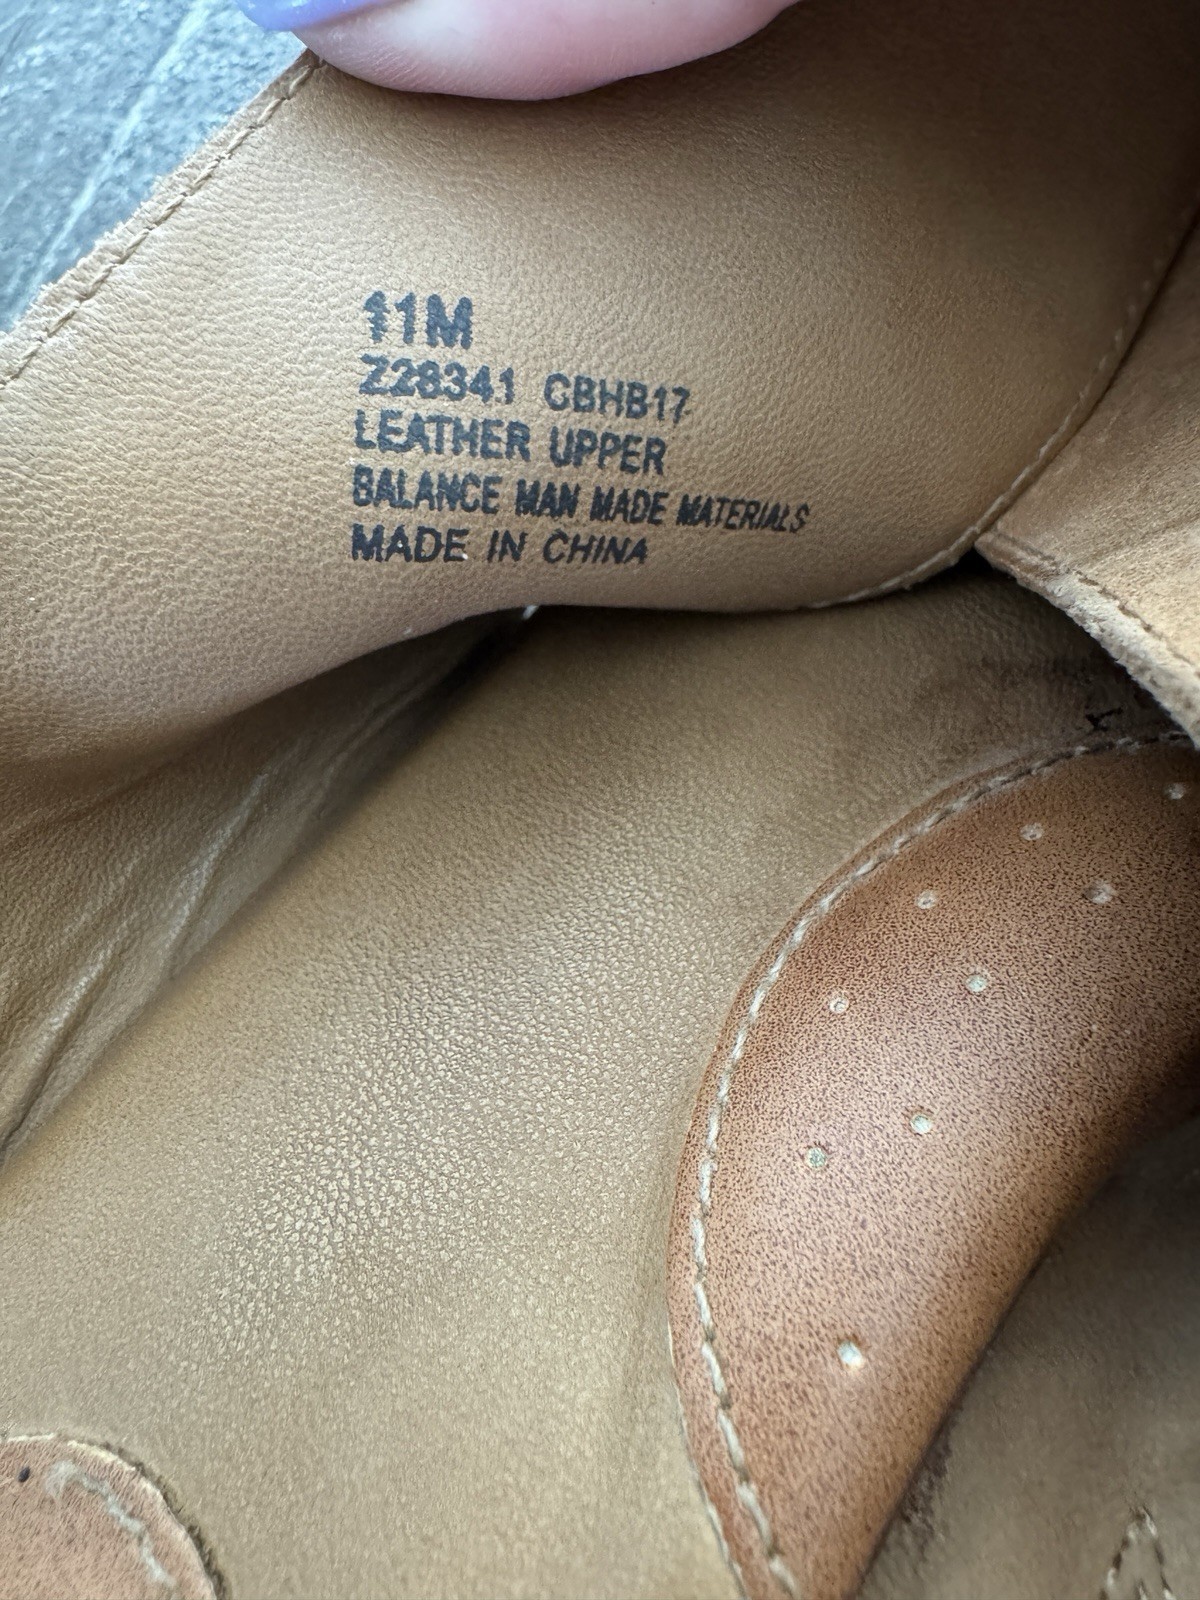 11M
Z28341 CBHB17
LEATHER UPPER
BALANCE MAN MADE MATERIALS
MADE IN CHINA